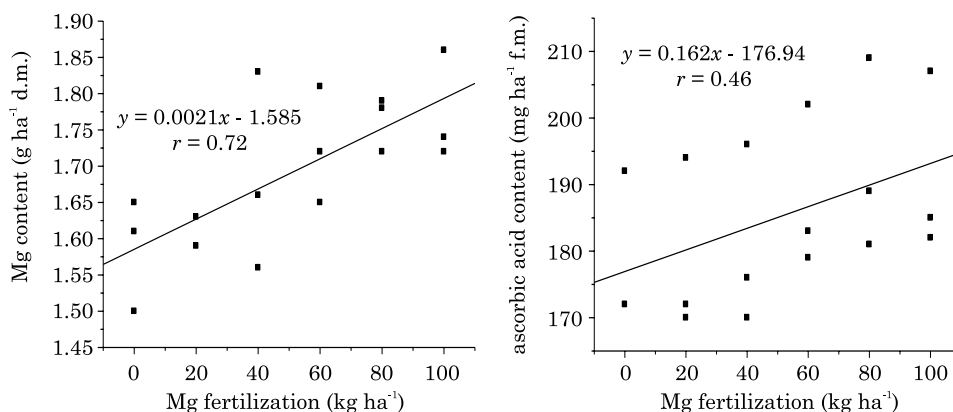 1.90
1.85
1.80
1.75
1.70
1.65
1.60
1.55
1.50
1.45
Mg content (g ha⁻¹ d.m.)
y = 0.0021x - 1.585
r = 0.72
0 20 40 60 80 100
Mg fertilization (kg ha⁻¹)
210
200
190
180
170
ascorbic acid content (mg ha⁻¹ f.m.)
y = 0.162x - 176.94
r = 0.46
0 20 40 60 80 100
Mg fertilization (kg ha⁻¹)